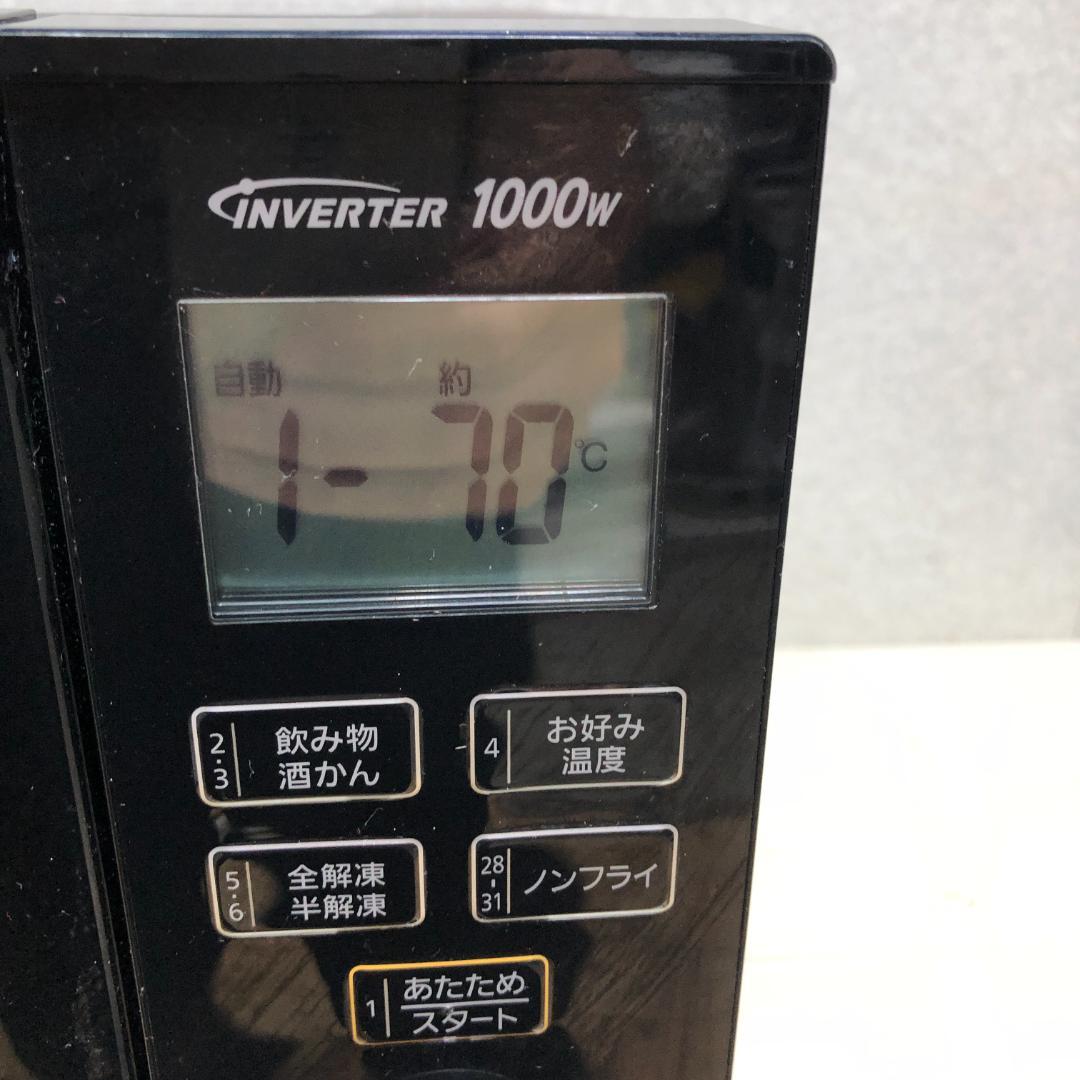 INVERTER 1000W
自動 約
1-70℃
2・3 飲み物
酒かん
4 お好み
温度
5・6 全解凍
半解凍
28-31 ノンフライ
1 あたため
スタート